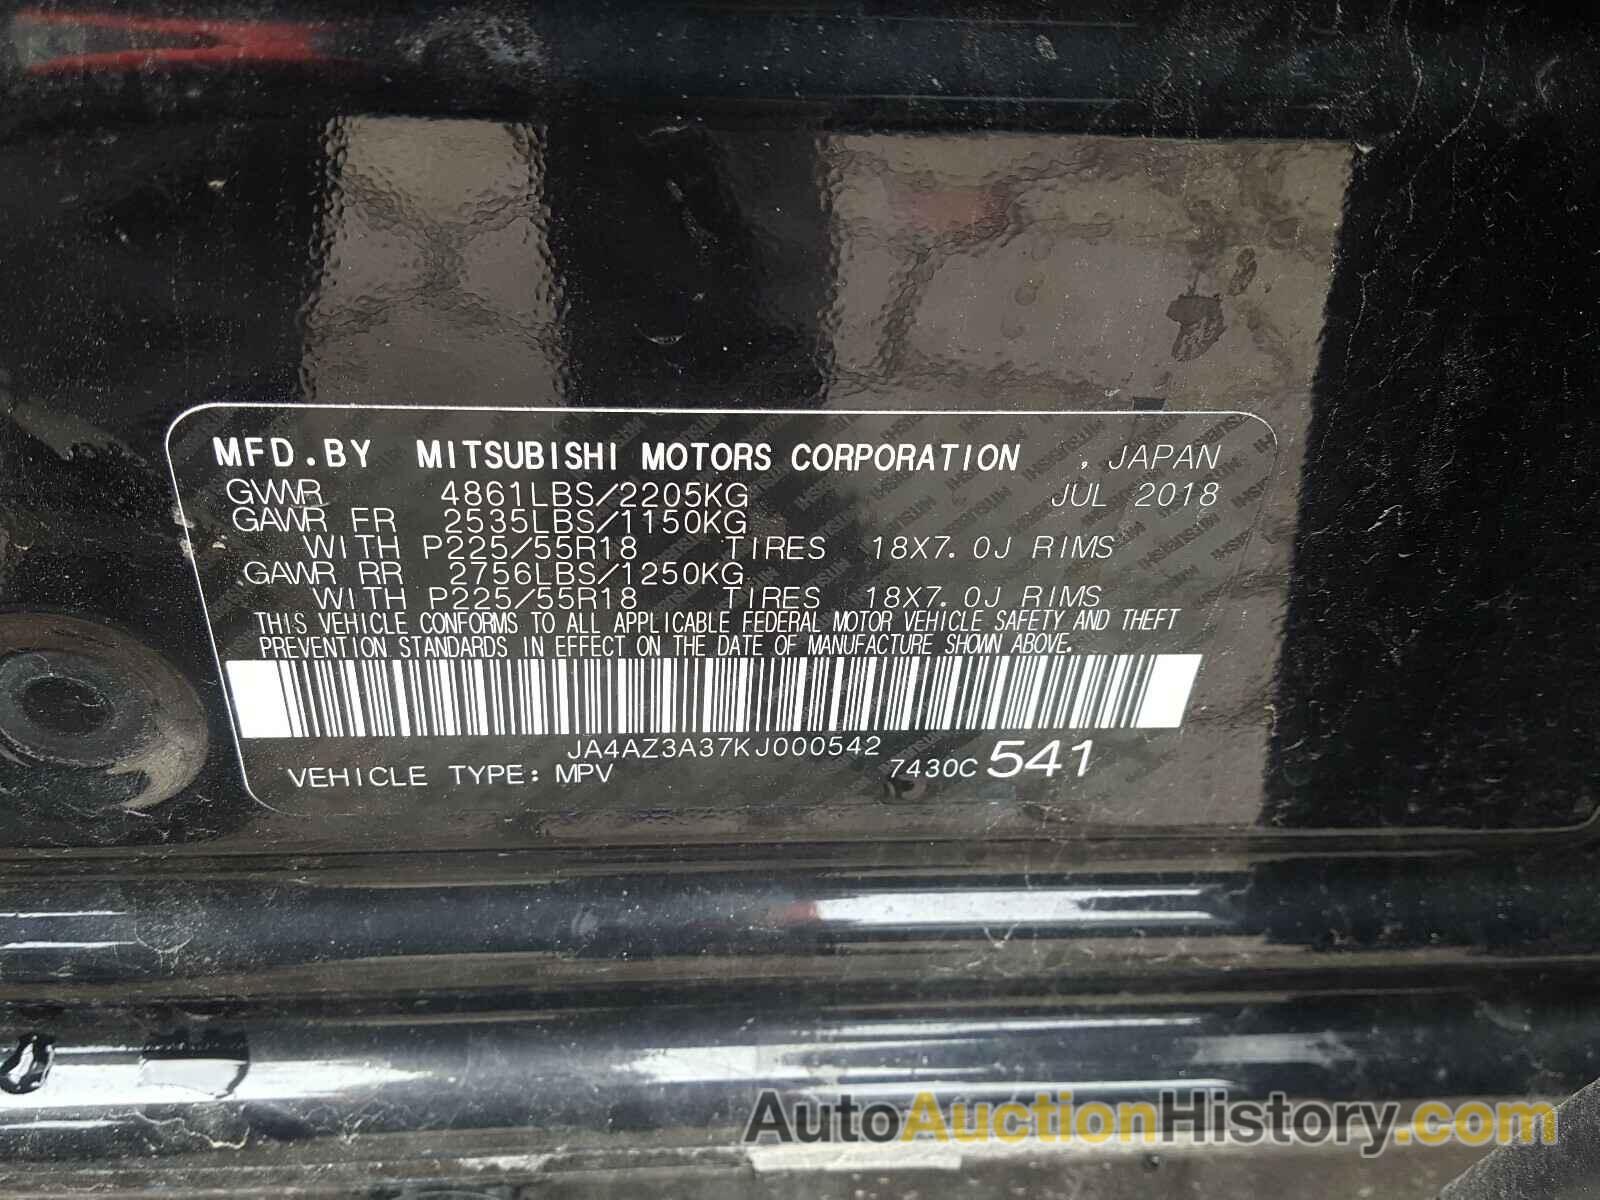 MFD.BY MITSUBISHI MOTORS CORPORATION , JAPAN
GVWR 4861LBS/2205KG JUL 2018
GAWR FR 2535LBS/1150KG
WITH P225/55R18 TIRES 18X7.0J RIMS
GAWR RR 2756LBS/1250KG
WITH P225/55R18 TIRES 18X7.0J RIMS
THIS VEHICLE CONFORMS TO ALL APPLICABLE FEDERAL MOTOR VEHICLE SAFETY AND THEFT
PREVENTION STANDARDS IN EFFECT ON THE DATE OF MANUFACTURE SHOWN ABOVE.
JA4AZ3A37KJ000542
VEHICLE TYPE: MPV 7430C 541
AutoAuctionHistory.com